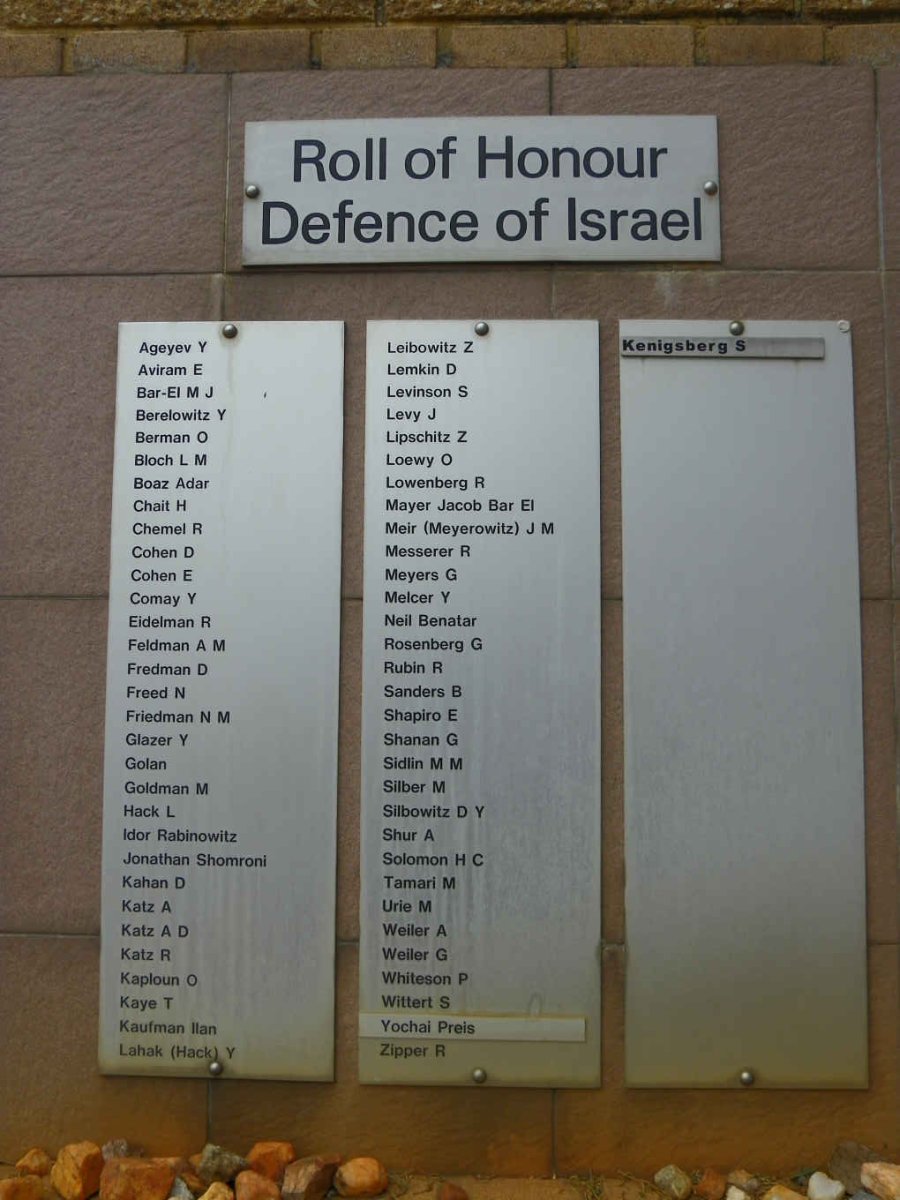 Roll of Honour
Defence of Israel
Ageyev Y
Aviram E
Bar-El M J
Berelowitz Y
Berman O
Bloch L M
Boaz Adar
Chait H
Chemel R
Cohen D
Cohen E
Comay Y
Eidelman R
Feldman A M
Fredman D
Freed N
Friedman N M
Glazer Y
Golan
Goldman M
Hack L
Idor Rabinowitz
Jonathan Shomroni
Kahan D
Katz A
Katz A D
Katz R
Kaploun O
Kaye T
Kaufman Ilan
Lahak (Hack) Y
Leibowitz Z
Lemkin D
Levinson S
Levy J
Lipschitz Z
Loewy O
Lowenberg R
Mayer Jacob Bar El
Meir (Meyerowitz) J M
Messerer R
Meyers G
Melcer Y
Neil Benatar
Rosenberg G
Rubin R
Sanders B
Shapiro E
Shanan G
Sidlin M M
Silber M
Silbowitz D Y
Shur A
Solomon H C
Tamari M
Urie M
Weiler A
Weiler G
Whiteson P
Wittert S
Yochai Preis
Zipper R
Kenigsberg S